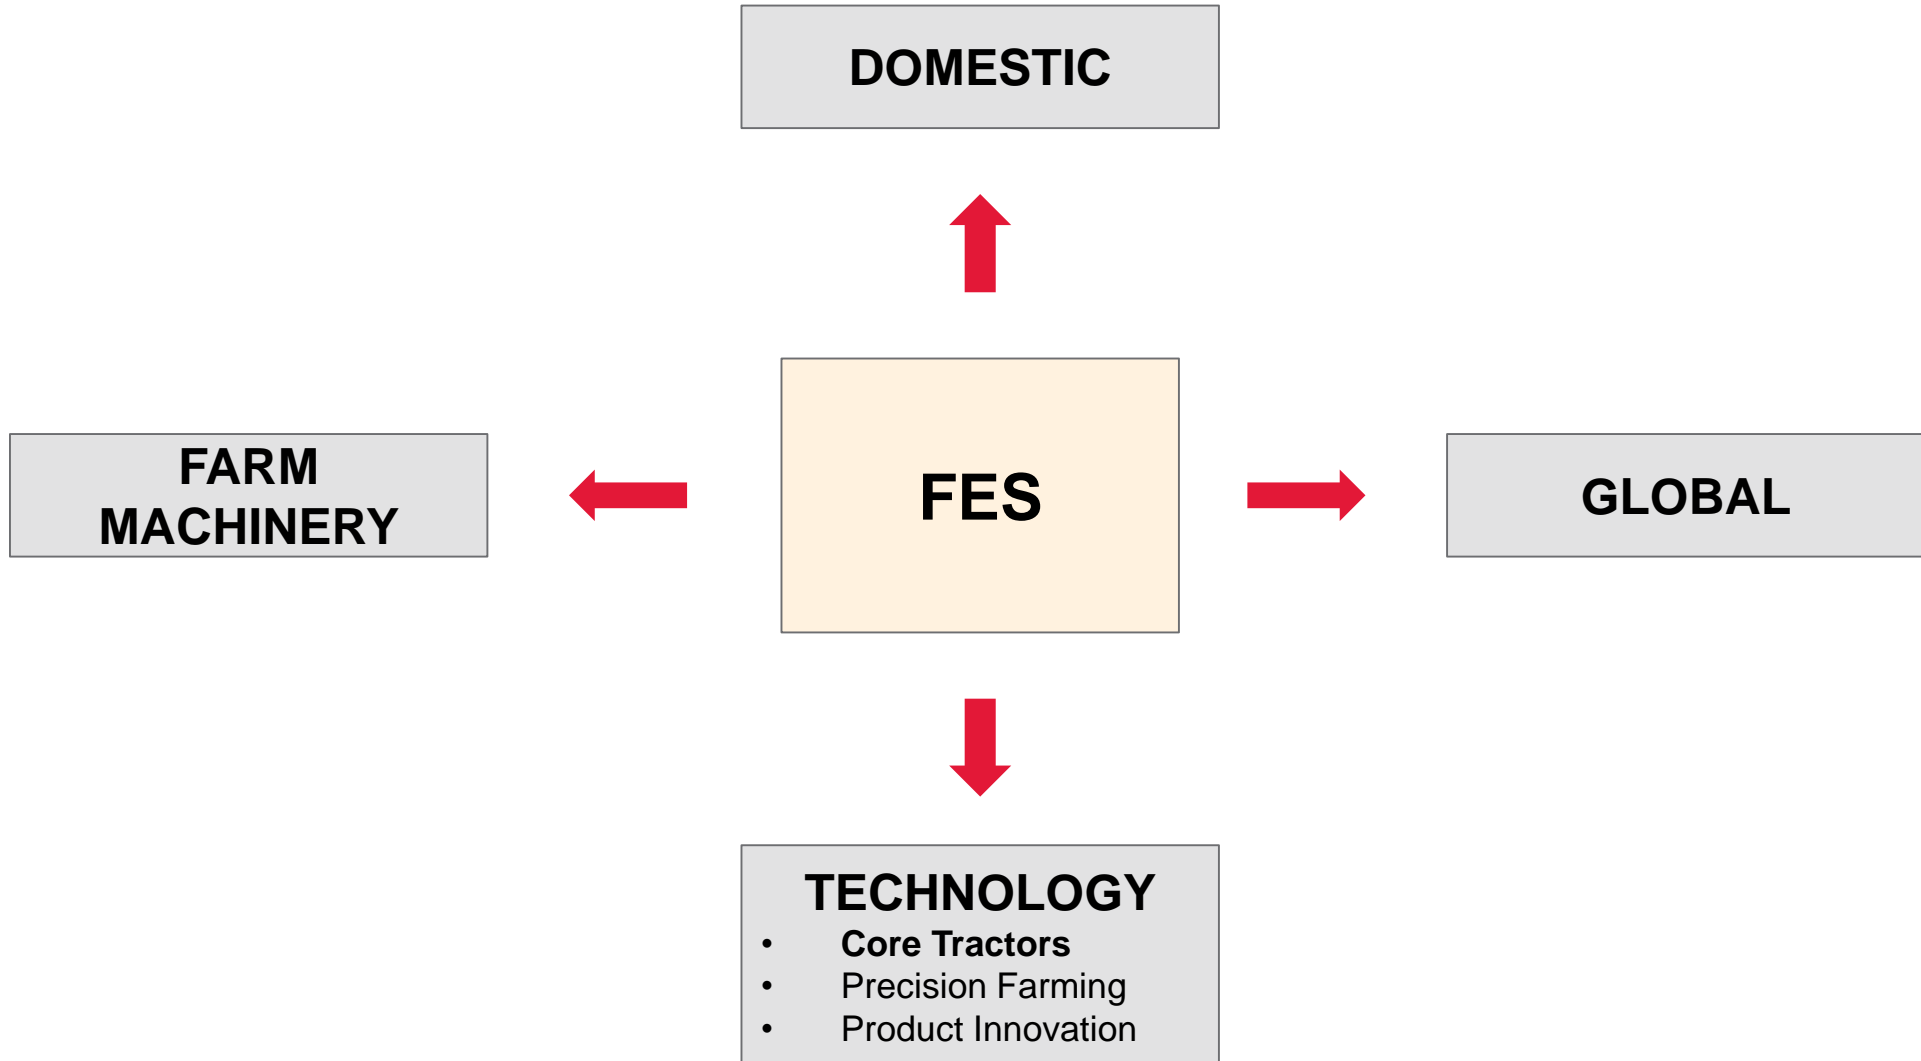 DOMESTIC
FARM
MACHINERY
FES
GLOBAL
TECHNOLOGY
• Core Tractors
• Precision Farming
• Product Innovation